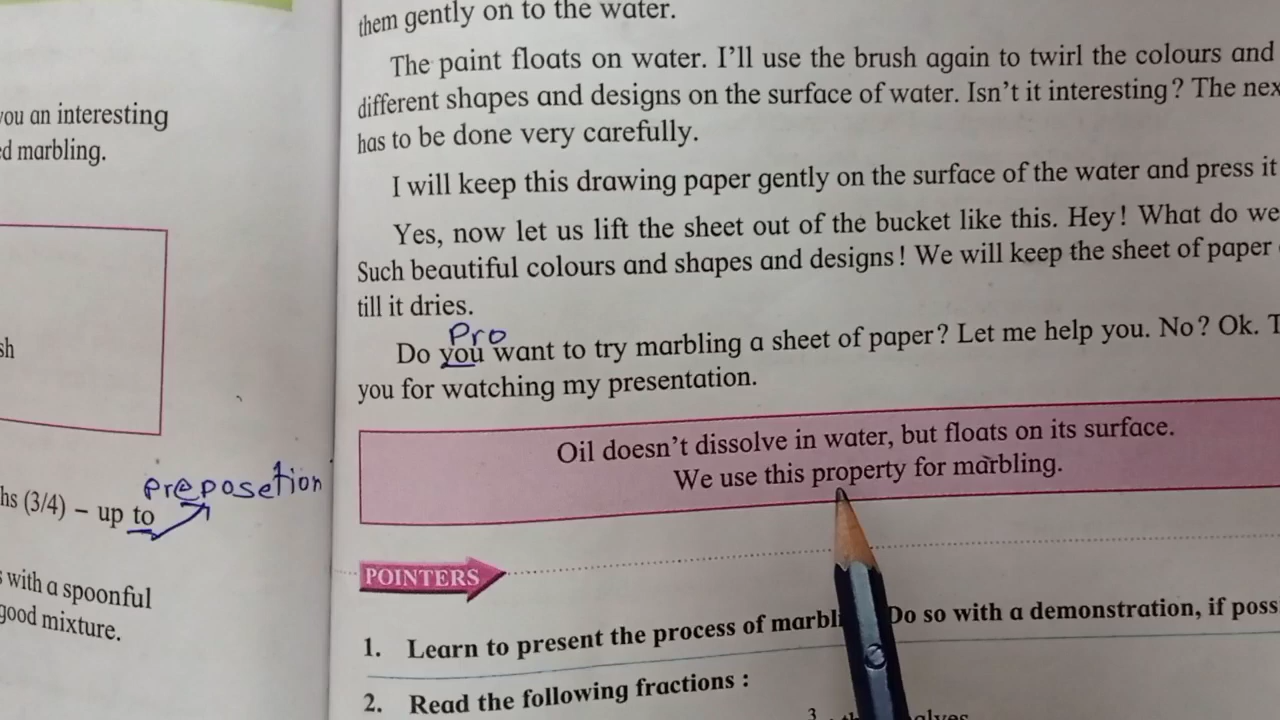 you an interesting
ed marbling.
sh
preposetion
hs (3/4) – up to
with a spoonful
good mixture.
them gently on to the water.
The paint floats on water. I'll use the brush again to twirl the colours and
different shapes and designs on the surface of water. Isn't it interesting? The nex
has to be done very carefully.
I will keep this drawing paper gently on the surface of the water and press it
Yes, now let us lift the sheet out of the bucket like this. Hey! What do we
Such beautiful colours and shapes and designs! We will keep the sheet of paper
till it dries.
Pro
Do you want to try marbling a sheet of paper? Let me help you. No? Ok. T
you for watching my presentation.
Oil doesn't dissolve in water, but floats on its surface.
We use this property for marbling.
POINTERS
1. Learn to present the process of marbli Do so with a demonstration, if poss
2. Read the following fractions :
3